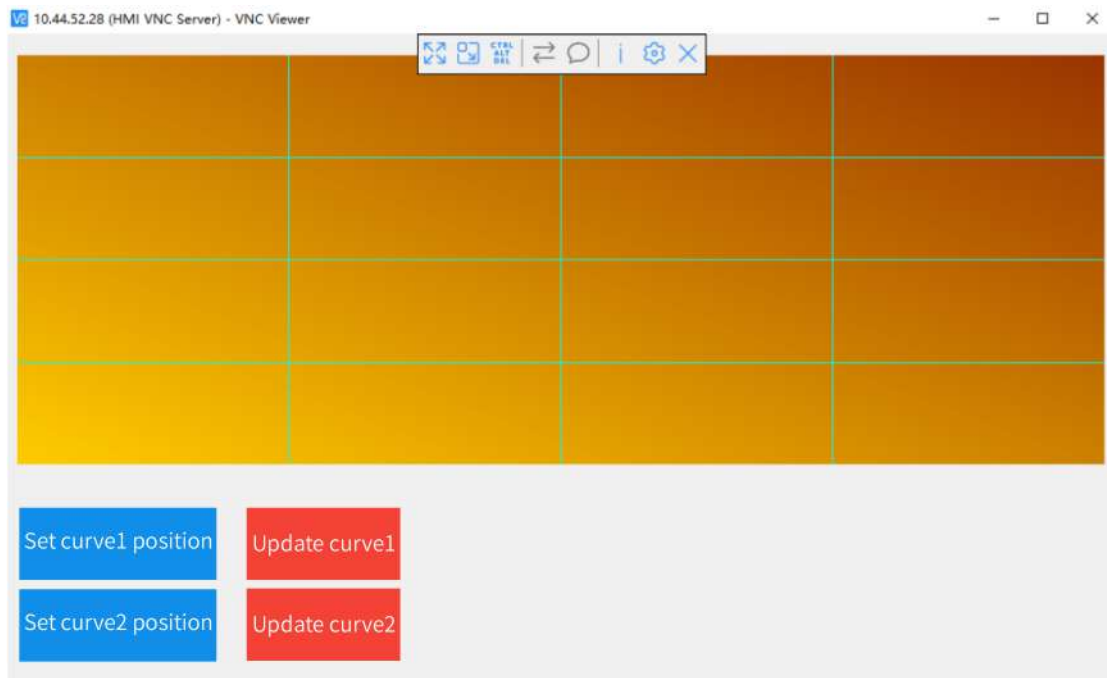 V2 10.44.52.28 (HMI VNC Server) - VNC Viewer
CTRL
ALT
DEL
Set curve1 position
Update curve1
Set curve2 position
Update curve2